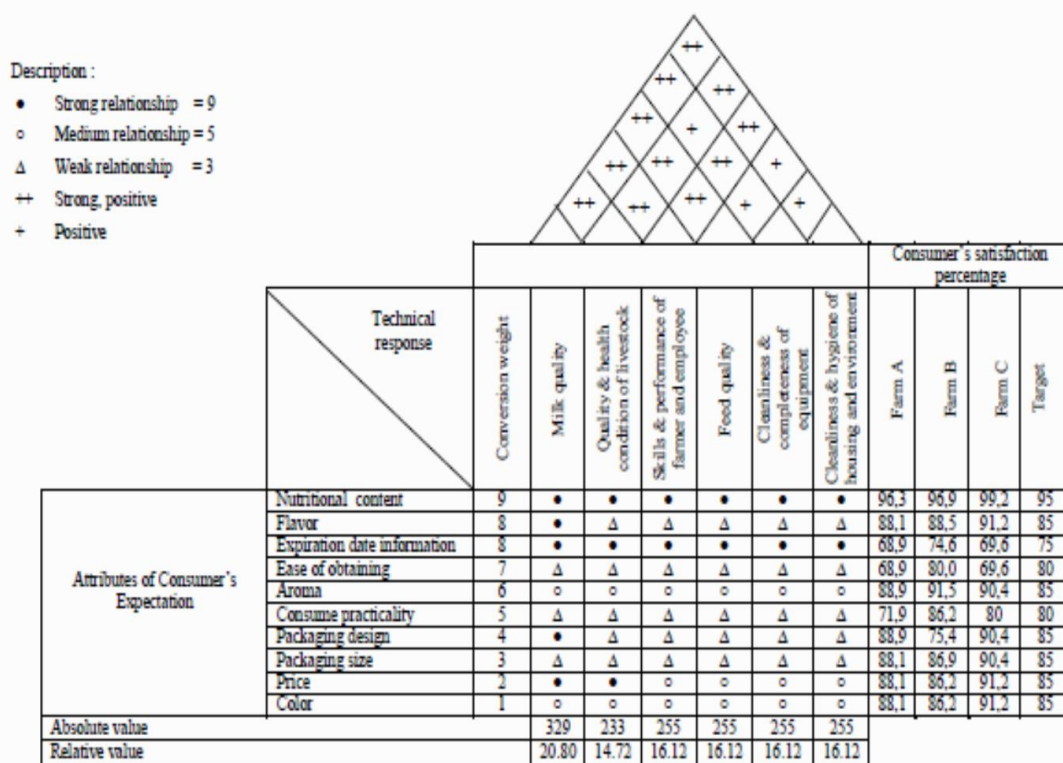 Description :
● Strong relationship = 9
○ Medium relationship = 5
Δ Weak relationship = 3
++ Strong, positive
+ Positive
++
++ ++
++ + ++
++ ++ ++ +
++ ++ ++ + +
Consumer's satisfaction
percentage
Technical
response
Conversion weight
Milk quality
Quality & health
condition of livestock
Skills & performance of
farmer and employee
Feed quality
Cleanliness &
completeness of
equipment
Cleanliness & hygiene of
housing and environment
Farm A
Farm B
Farm C
Target
Attributes of Consumer's
Expectation
Nutritional content 9 ● ● ● ● ● ● 96,3 96,9 99,2 95
Flavor 8 ● Δ Δ Δ Δ Δ 88,1 88,5 91,2 85
Expiration date information 8 ● ● ● ● ● ● 68,9 74,6 69,6 75
Ease of obtaining 7 Δ Δ Δ Δ Δ Δ 68,9 80,0 69,6 80
Aroma 6 ○ ○ ○ ○ ○ ○ 88,9 91,5 90,4 85
Consume practicality 5 Δ Δ Δ Δ Δ Δ 71,9 86,2 80 80
Packaging design 4 ● Δ Δ Δ Δ Δ 88,9 75,4 90,4 85
Packaging size 3 Δ Δ Δ Δ Δ Δ 88,1 86,9 90,4 85
Price 2 ● ● ○ ○ ○ ○ 88,1 86,2 91,2 85
Color 1 ○ ○ ○ ○ ○ ○ 88,1 86,2 91,2 85
Absolute value 329 233 255 255 255 255
Relative value 20.80 14.72 16.12 16.12 16.12 16.12